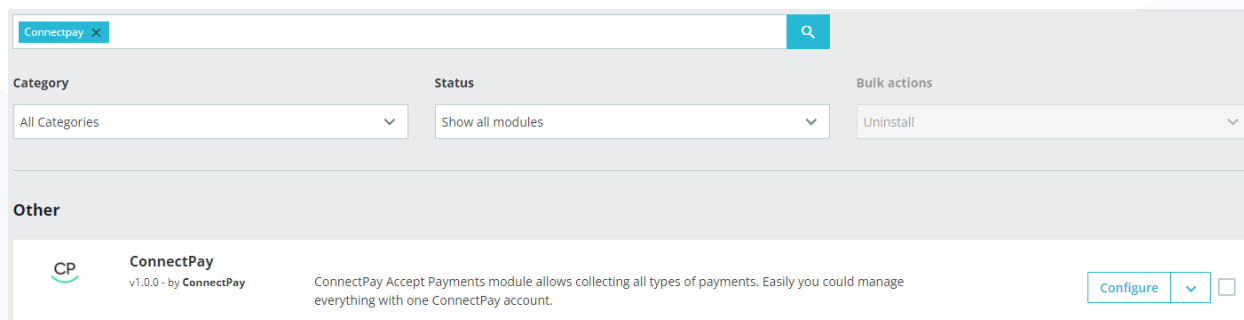 Connectpay
Category
Status
Bulk actions
All Categories
Show all modules
Uninstall
Other
CP
ConnectPay
v1.0.0 - by ConnectPay
ConnectPay Accept Payments module allows collecting all types of payments. Easily you could manage
everything with one ConnectPay account.
Configure